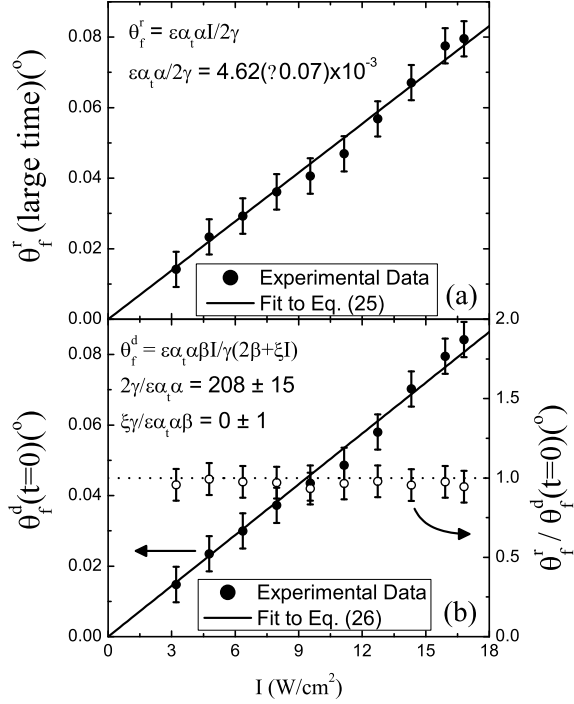 θ_f^r = εα_tαI/2γ
εα_tα/2γ = 4.62(?0.07)x10^-3
θ_f^r (large time)(°)
0.08
0.06
0.04
0.02
0.00
Experimental Data
Fit to Eq. (25)
(a)
θ_f^d = εα_tαβI/γ(2β+ξI)
2γ/εα_tα = 208 ± 15
ξγ/εα_tαβ = 0 ± 1
θ_f^d(t=0)(°)
0.08
0.06
0.04
0.02
0.00
2.0
1.5
1.0
0.5
0.0
θ_f^r / θ_f^d(t=0)(°)
Experimental Data
Fit to Eq. (26)
(b)
3 6 9 12 15 18
I (W/cm²)